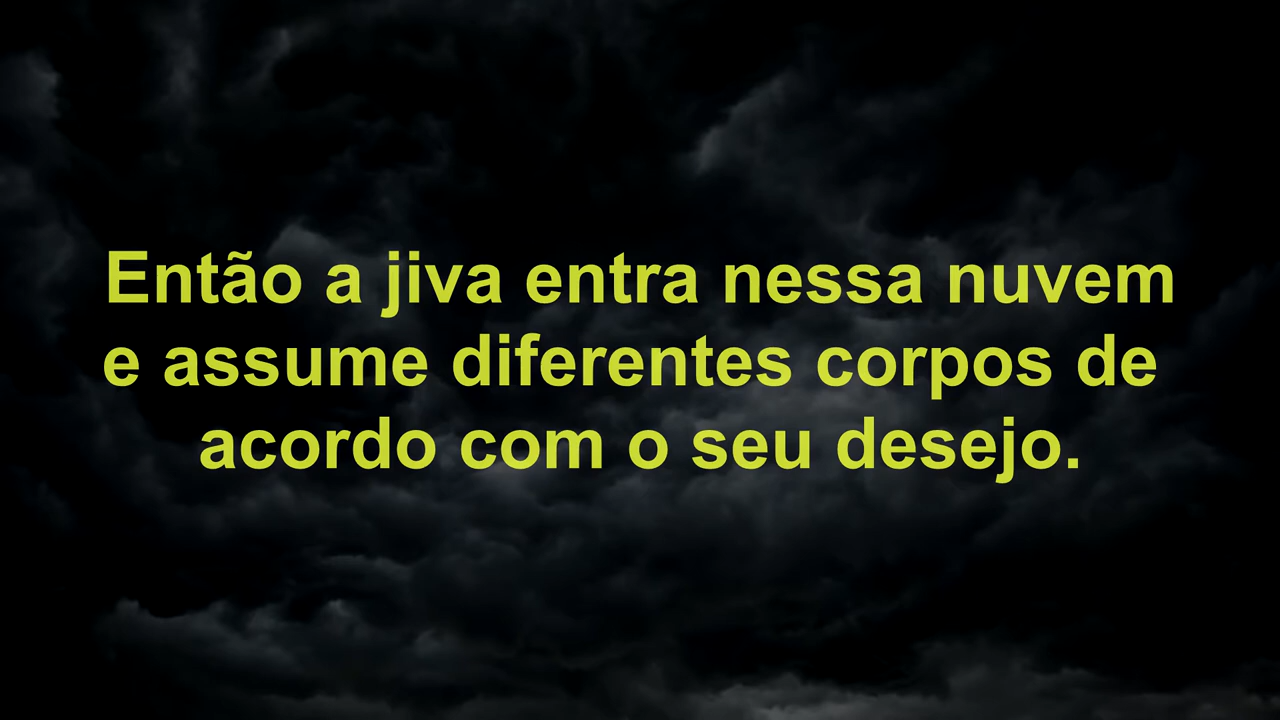 Então a jiva entra nessa nuvem
e assume diferentes corpos de
acordo com o seu desejo.